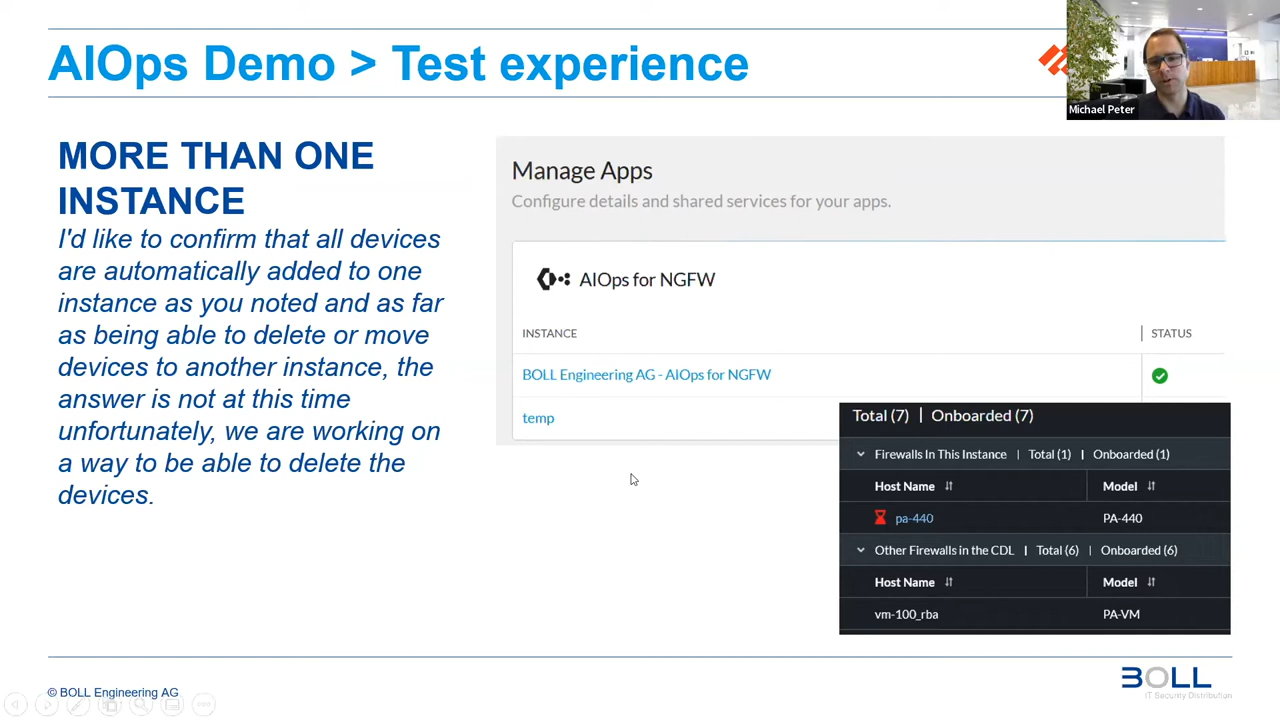 AIOps Demo > Test experience
Michael Peter
MORE THAN ONE
INSTANCE
I'd like to confirm that all devices
are automatically added to one
instance as you noted and as far
as being able to delete or move
devices to another instance, the
answer is not at this time
unfortunately, we are working on
a way to be able to delete the
devices.
Manage Apps
Configure details and shared services for your apps.
AIOps for NGFW
INSTANCE STATUS
BOLL Engineering AG - AIOps for NGFW
temp
Total (7) | Onboarded (7)
Firewalls In This Instance | Total (1) | Onboarded (1)
Host Name Model
pa-440 PA-440
Other Firewalls in the CDL | Total (6) | Onboarded (6)
Host Name Model
vm-100_rba PA-VM
© BOLL Engineering AG
BOLL
IT Security Distribution